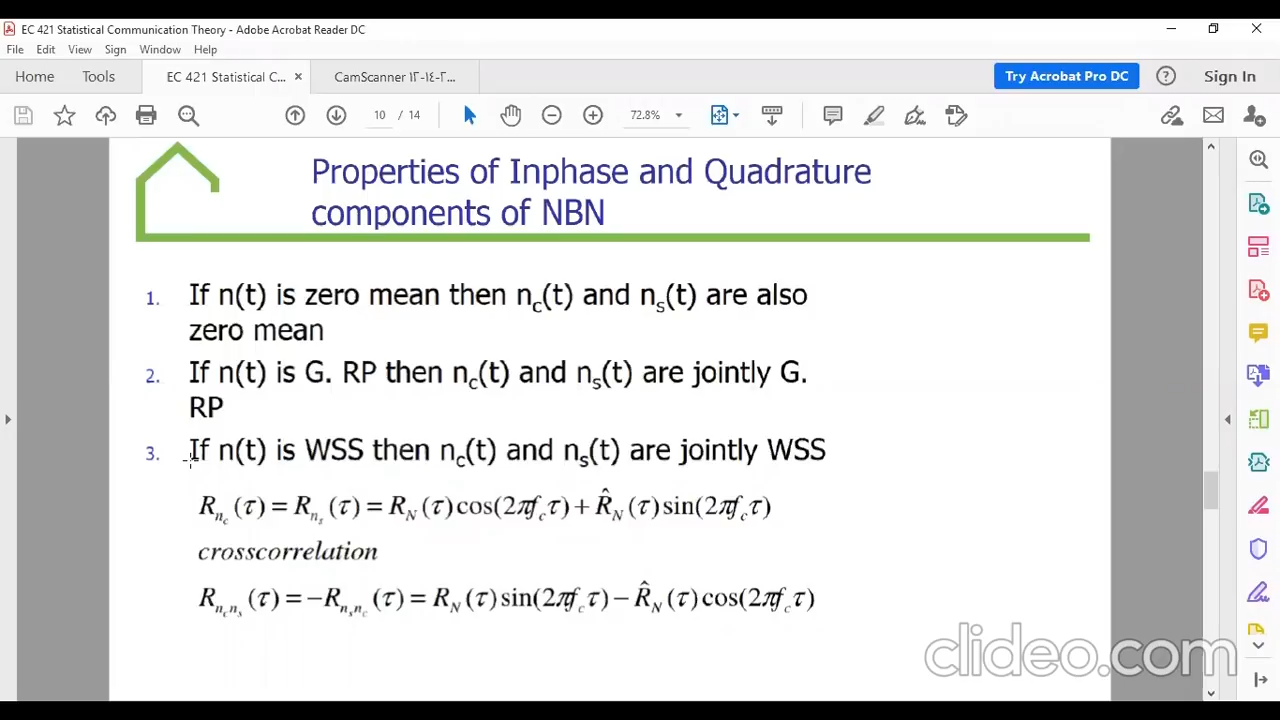 EC 421 Statistical Communication Theory - Adobe Acrobat Reader DC
File Edit View Sign Window Help
Home Tools EC 421 Statistical C... × CamScanner ١٢-١٤-٢... Try Acrobat Pro DC Sign In
10 / 14 72.8%
Properties of Inphase and Quadrature
components of NBN
1. If n(t) is zero mean then n_c(t) and n_s(t) are also
zero mean
2. If n(t) is G. RP then n_c(t) and n_s(t) are jointly G.
RP
3. If n(t) is WSS then n_c(t) and n_s(t) are jointly WSS
R_{n_c}(τ) = R_{n_s}(τ) = R_N(τ)cos(2πf_cτ) + R̂_N(τ)sin(2πf_cτ)
crosscorrelation
R_{n_c n_s}(τ) = −R_{n_s n_c}(τ) = R_N(τ)sin(2πf_cτ) − R̂_N(τ)cos(2πf_cτ)
clideo.com